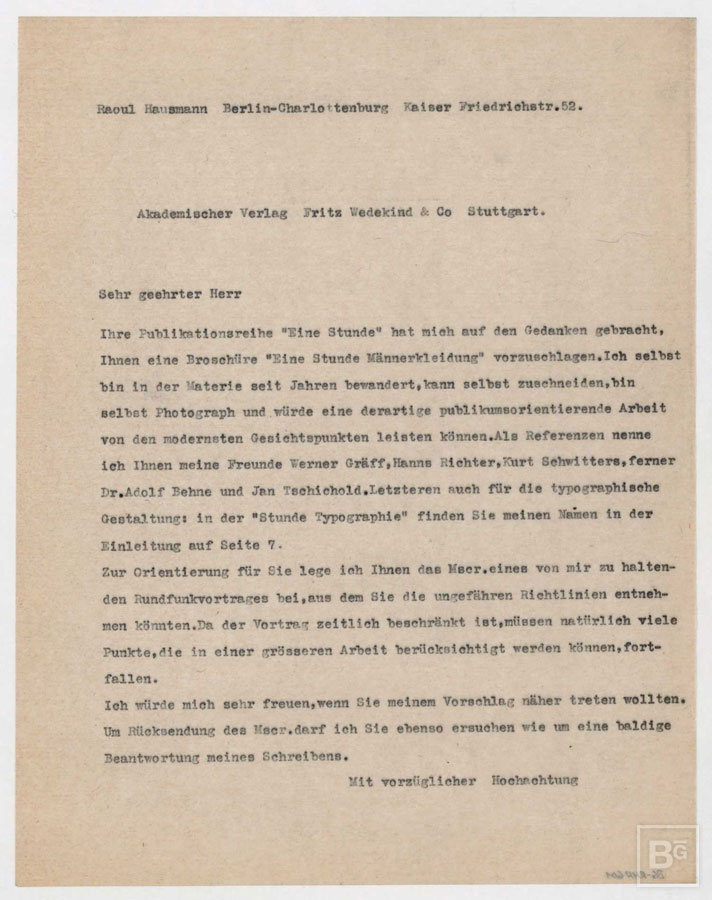 Raoul Hausmann  Berlin-Charlottenburg  Kaiser Friedrichstr.52.
Akademischer Verlag  Fritz Wedekind & Co  Stuttgart.
Sehr geehrter Herr
Ihre Publikationsreihe "Eine Stunde" hat mich auf den Gedanken gebracht,
Ihnen eine Broschüre "Eine Stunde Männerkleidung" vorzuschlagen.Ich selbst
bin in der Materie seit Jahren bewandert,kann selbst zuschneiden,bin
selbst Photograph und würde eine derartige publikumsorientierende Arbeit
von den modernsten Gesichtspunkten leisten können.Als Referenzen nenne
ich Ihnen meine Freunde Werner Gräff,Hanns Richter,Kurt Schwitters,ferner
Dr.Adolf Behne und Jan Tschichold.Letzteren auch für die typographische
Gestaltung: in der "Stunde Typographie" finden Sie meinen Namen in der
Einleitung auf Seite 7.
Zur Orientierung für Sie lege ich Ihnen das Mscr.eines von mir zu halten-
den Rundfunkvortrages bei,aus dem Sie die ungefähren Richtlinien entneh-
men könnten.Da der Vortrag zeitlich beschränkt ist,müssen natürlich viele
Punkte,die in einer grösseren Arbeit berücksichtigt werden können,fort-
fallen.
Ich würde mich sehr freuen,wenn Sie meinem Vorschlag näher treten wollten.
Um Rücksendung des Mscr.darf ich Sie ebenso ersuchen wie um eine baldige
Beantwortung meines Schreibens.
Mit vorzüglicher  Hochachtung
BG